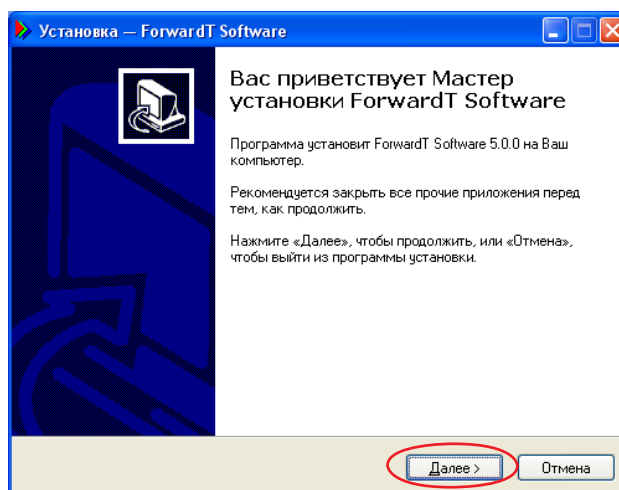 Установка — ForwardT Software
Вас приветствует Мастер
установки ForwardT Software
Программа установит ForwardT Software 5.0.0 на Ваш
компьютер.
Рекомендуется закрыть все прочие приложения перед
тем, как продолжить.
Нажмите «Далее», чтобы продолжить, или «Отмена»,
чтобы выйти из программы установки.
Далее >
Отмена